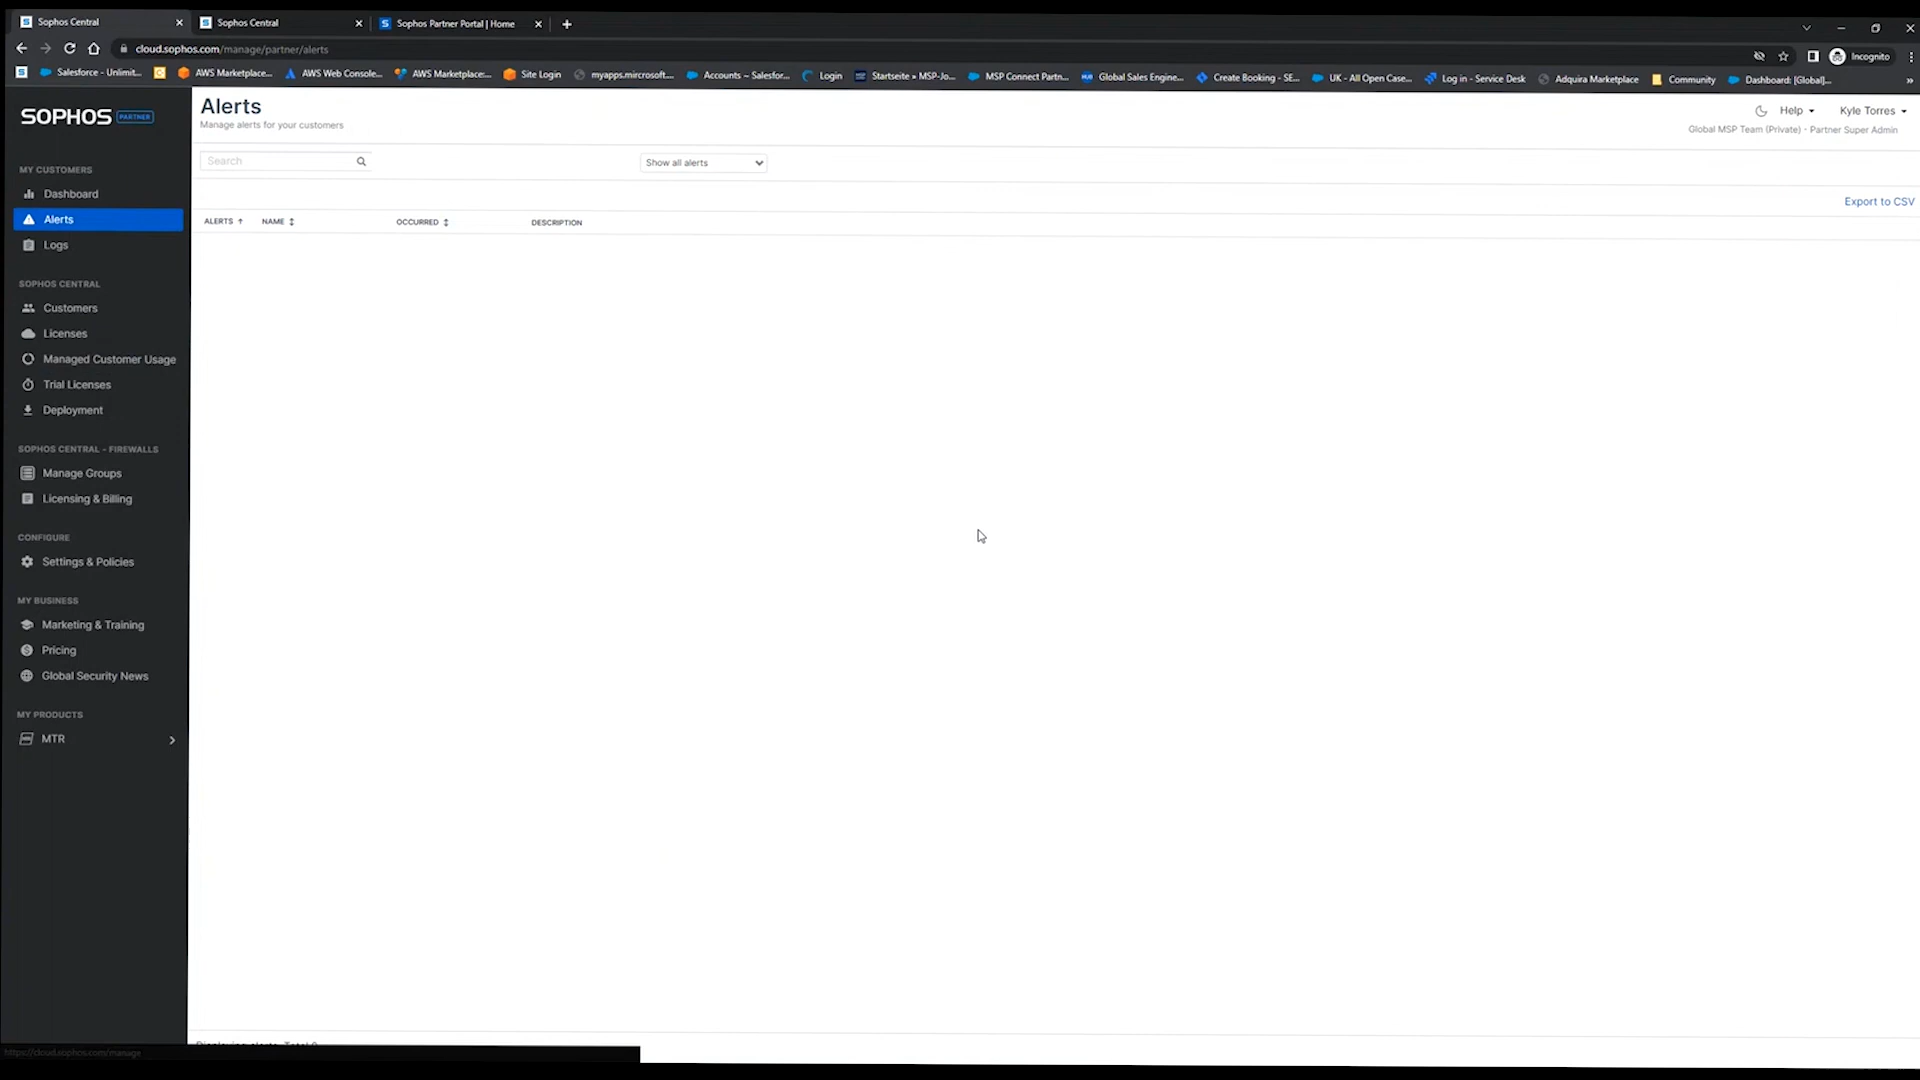 Sophos Central
Sophos Central
Sophos Partner Portal | Home
cloud.sophos.com/manage/partner/alerts
Incognito
Salesforce - Unlimit...
AWS Marketplace...
AWS Web Console...
AWS Marketplace:...
Site Login
myapps.mircrosoft....
Accounts ~ Salesfor...
Login
Startseite » MSP-Jo...
MSP Connect Partn...
Global Sales Engine...
Create Booking - SE...
UK - All Open Case...
Log in - Service Desk
Adquira Marketplace
Community
Dashboard: [Global]...
SOPHOS PARTNER
Alerts
Manage alerts for your customers
Help
Kyle Torres
Global MSP Team (Private) · Partner Super Admin
Search
Show all alerts
Export to CSV
ALERTS
NAME
OCCURRED
DESCRIPTION
MY CUSTOMERS
Dashboard
Alerts
Logs
SOPHOS CENTRAL
Customers
Licenses
Managed Customer Usage
Trial Licenses
Deployment
SOPHOS CENTRAL - FIREWALLS
Manage Groups
Licensing & Billing
CONFIGURE
Settings & Policies
MY BUSINESS
Marketing & Training
Pricing
Global Security News
MY PRODUCTS
MTR
https://cloud.sophos.com/manage